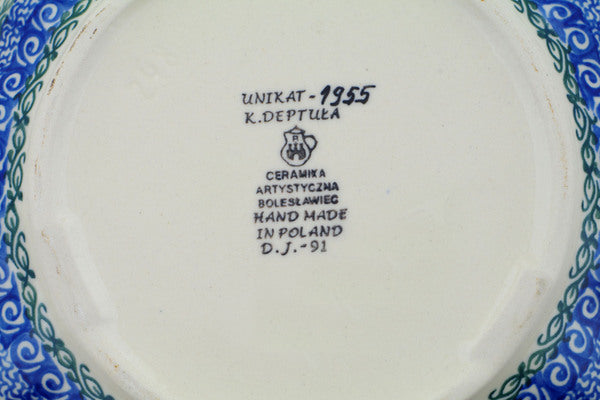 UNIKAT - 1955
K.DEPTUŁA
CERAMIKA
ARTYSTYCZNA
BOLESŁAWIEC
HAND MADE
IN POLAND
D.J.-91